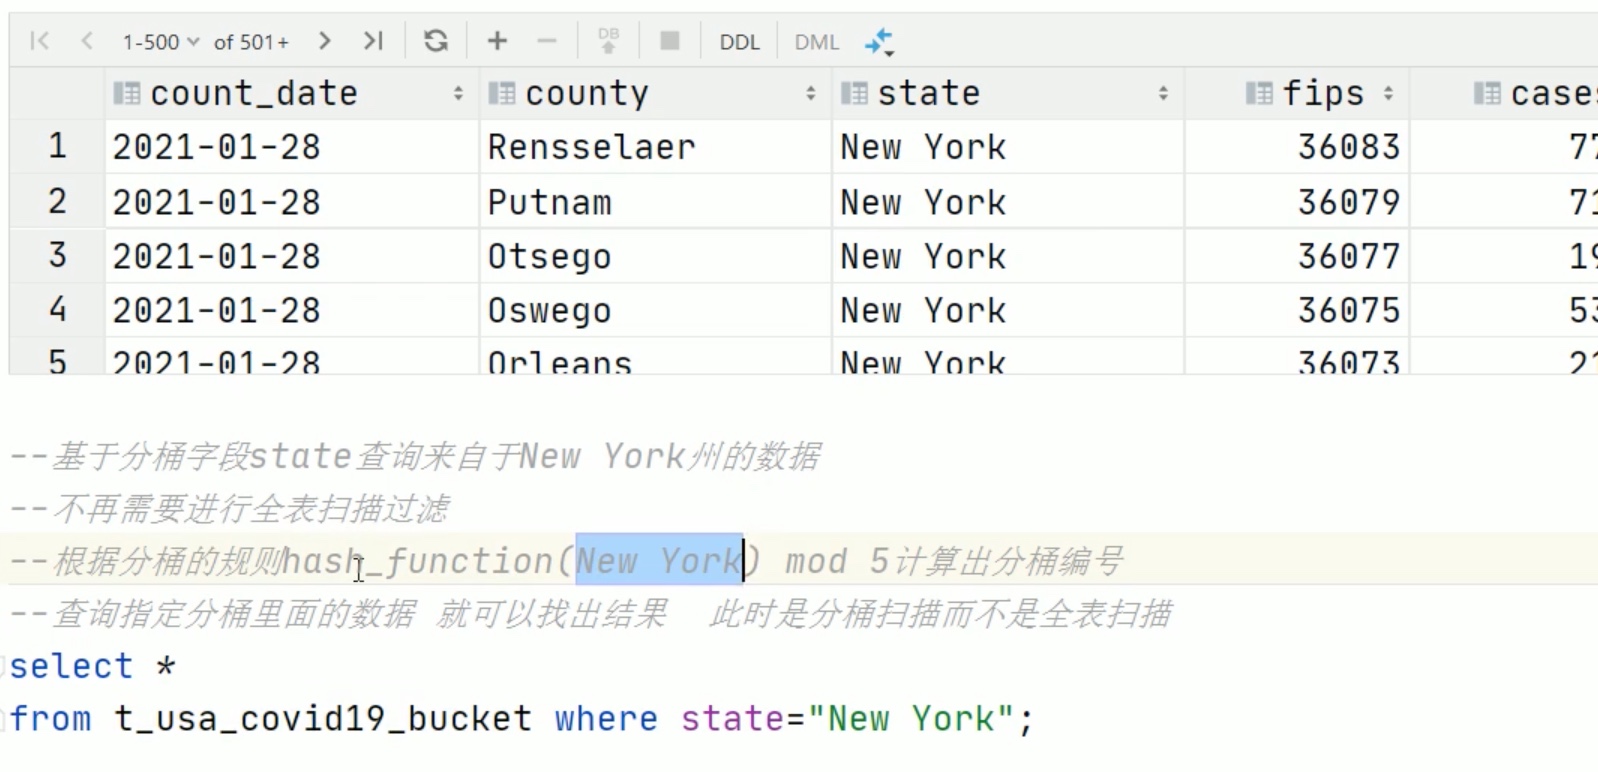 1-500 of 501+ DB DDL DML
count_date county state fips cases
1 2021-01-28 Rensselaer New York 36083 77
2 2021-01-28 Putnam New York 36079 71
3 2021-01-28 Otsego New York 36077 19
4 2021-01-28 Oswego New York 36075 53
5 2021-01-28 Orleans New York 36073 21
--基于分桶字段state查询来自于New York州的数据
--不再需要进行全表扫描过滤
--根据分桶的规则hash_function(New York) mod 5计算出分桶编号
--查询指定分桶里面的数据 就可以找出结果 此时是分桶扫描而不是全表扫描
select *
from t_usa_covid19_bucket where state="New York";